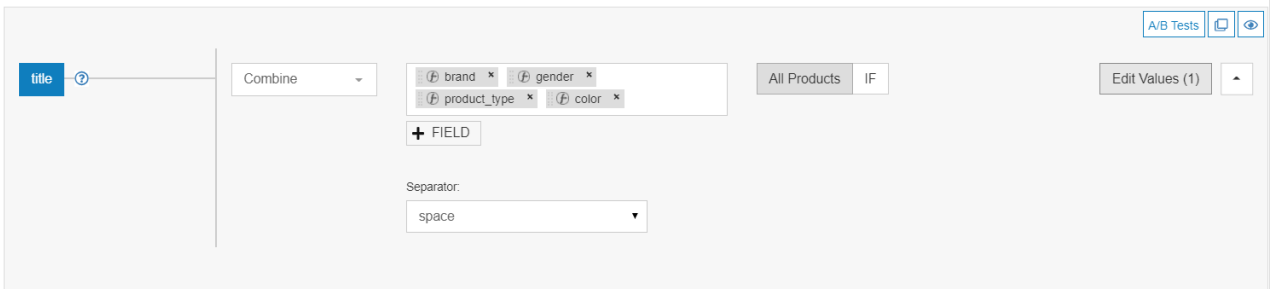 A/B Tests
title
Combine
brand × gender ×
product_type × color ×
All Products IF
Edit Values (1)
+ FIELD
Separator:
space